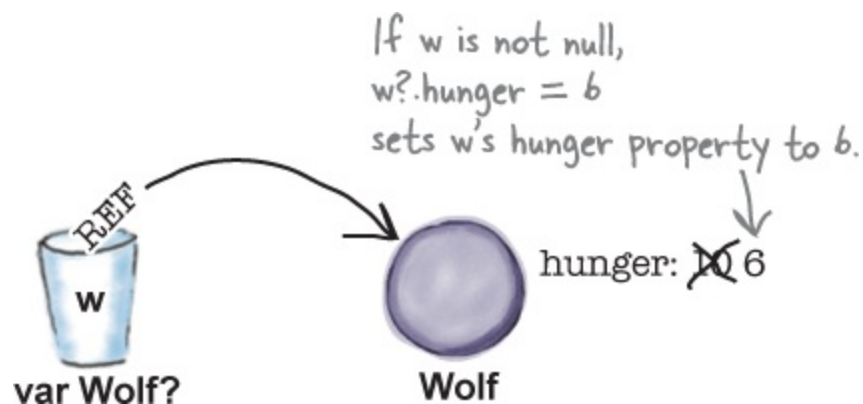 If w is not null,
w?.hunger = 6
sets w's hunger property to 6.
REF
w
var Wolf?
Wolf
hunger: 10 6